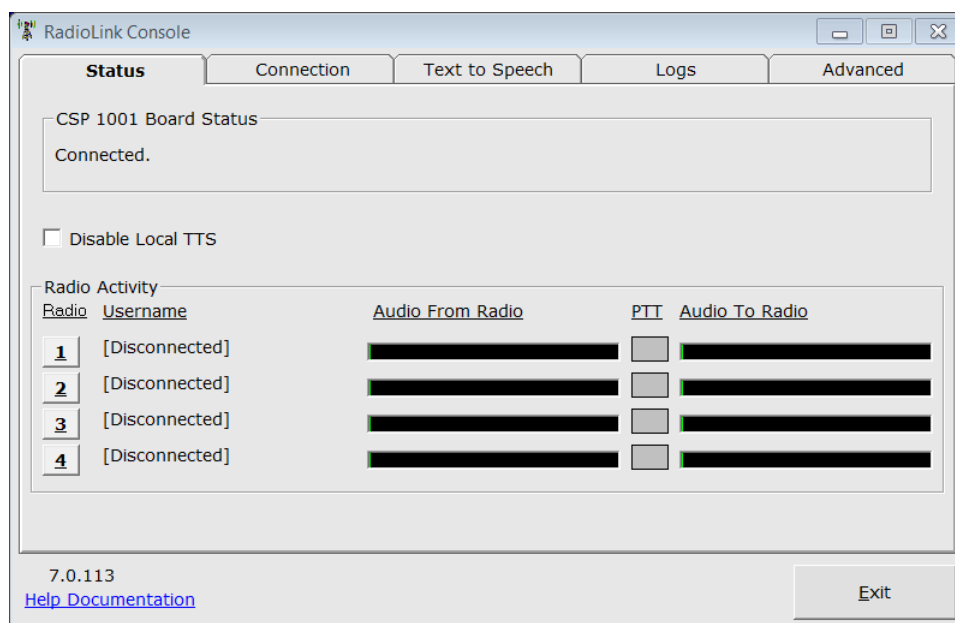 RadioLink Console
Status Connection Text to Speech Logs Advanced
CSP 1001 Board Status
Connected.
Disable Local TTS
Radio Activity
Radio Username Audio From Radio PTT Audio To Radio
1 [Disconnected]
2 [Disconnected]
3 [Disconnected]
4 [Disconnected]
7.0.113
Help Documentation
Exit